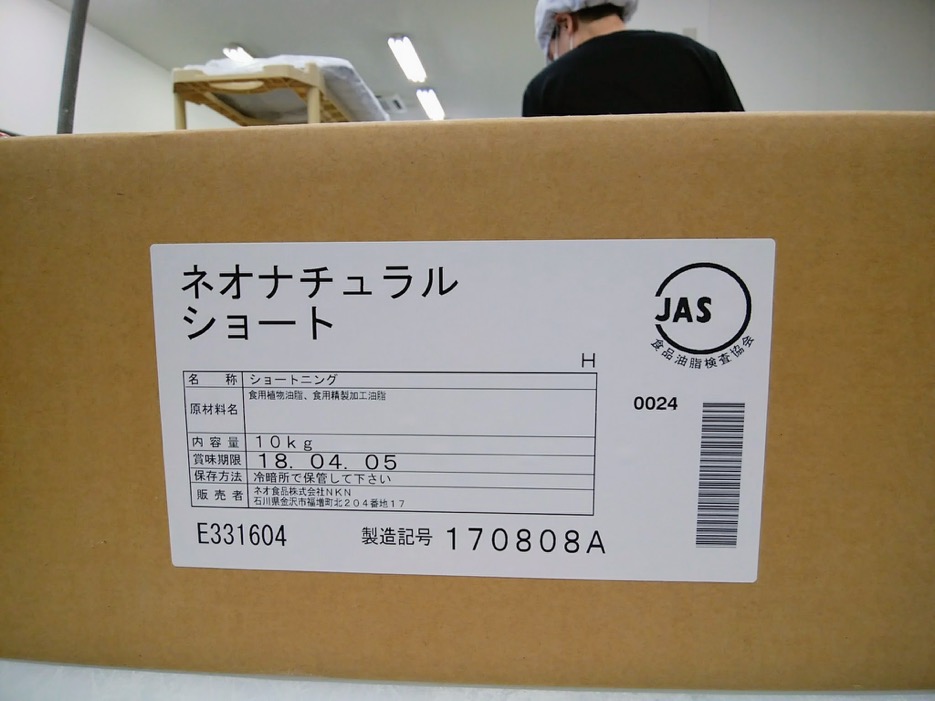 ネオナチュラル
ショート
JAS
食品油脂検査協会
H
名 称 ショートニング
原材料名 食用植物油脂、食用精製加工油脂
0024
内容量 10kg
賞味期限 18. 04. 05
保存方法 冷暗所で保管して下さい
販売者 ネオ食品株式会社NKN
石川県金沢市福増町北204番地17
E331604 製造記号 170808A